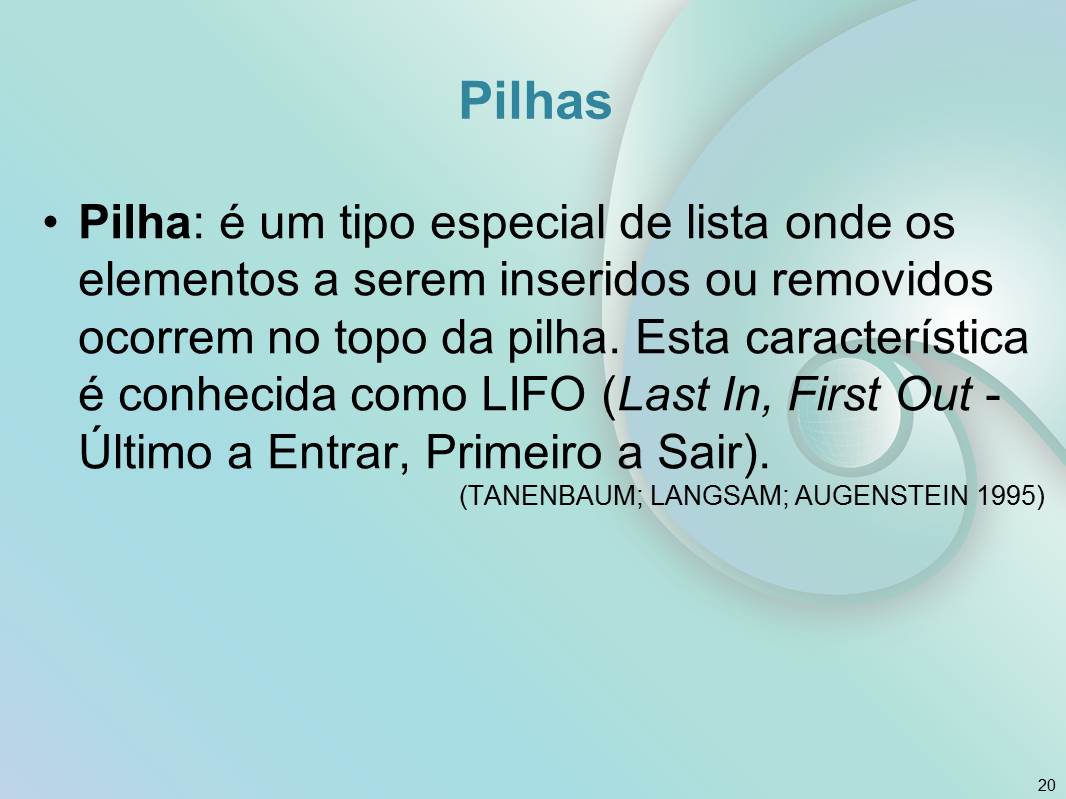 Pilhas
• Pilha: é um tipo especial de lista onde os
elementos a serem inseridos ou removidos
ocorrem no topo da pilha. Esta característica
é conhecida como LIFO (Last In, First Out -
Último a Entrar, Primeiro a Sair).
(TANENBAUM; LANGSAM; AUGENSTEIN 1995)
20